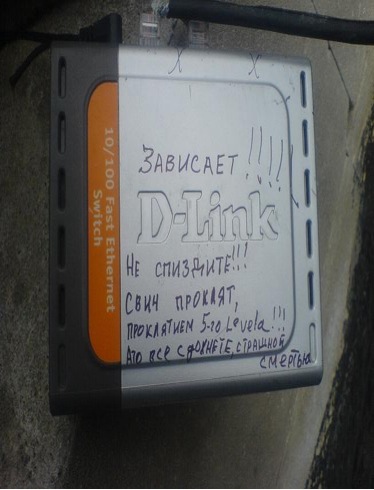 X X
ЗАВИСАЕТ !!!!
D-Link
10/100 Fast Ethernet
Switch
НЕ СПИЗДИТЕ!!!
СВИЧ ПРОКЛЯТ,
ПРОКЛЯТИЕМ 5-го Levela!!!
АТО ВСЕ СДОХНЕТЕ, СТРАШНОЙ
СМЕРТЬЮ